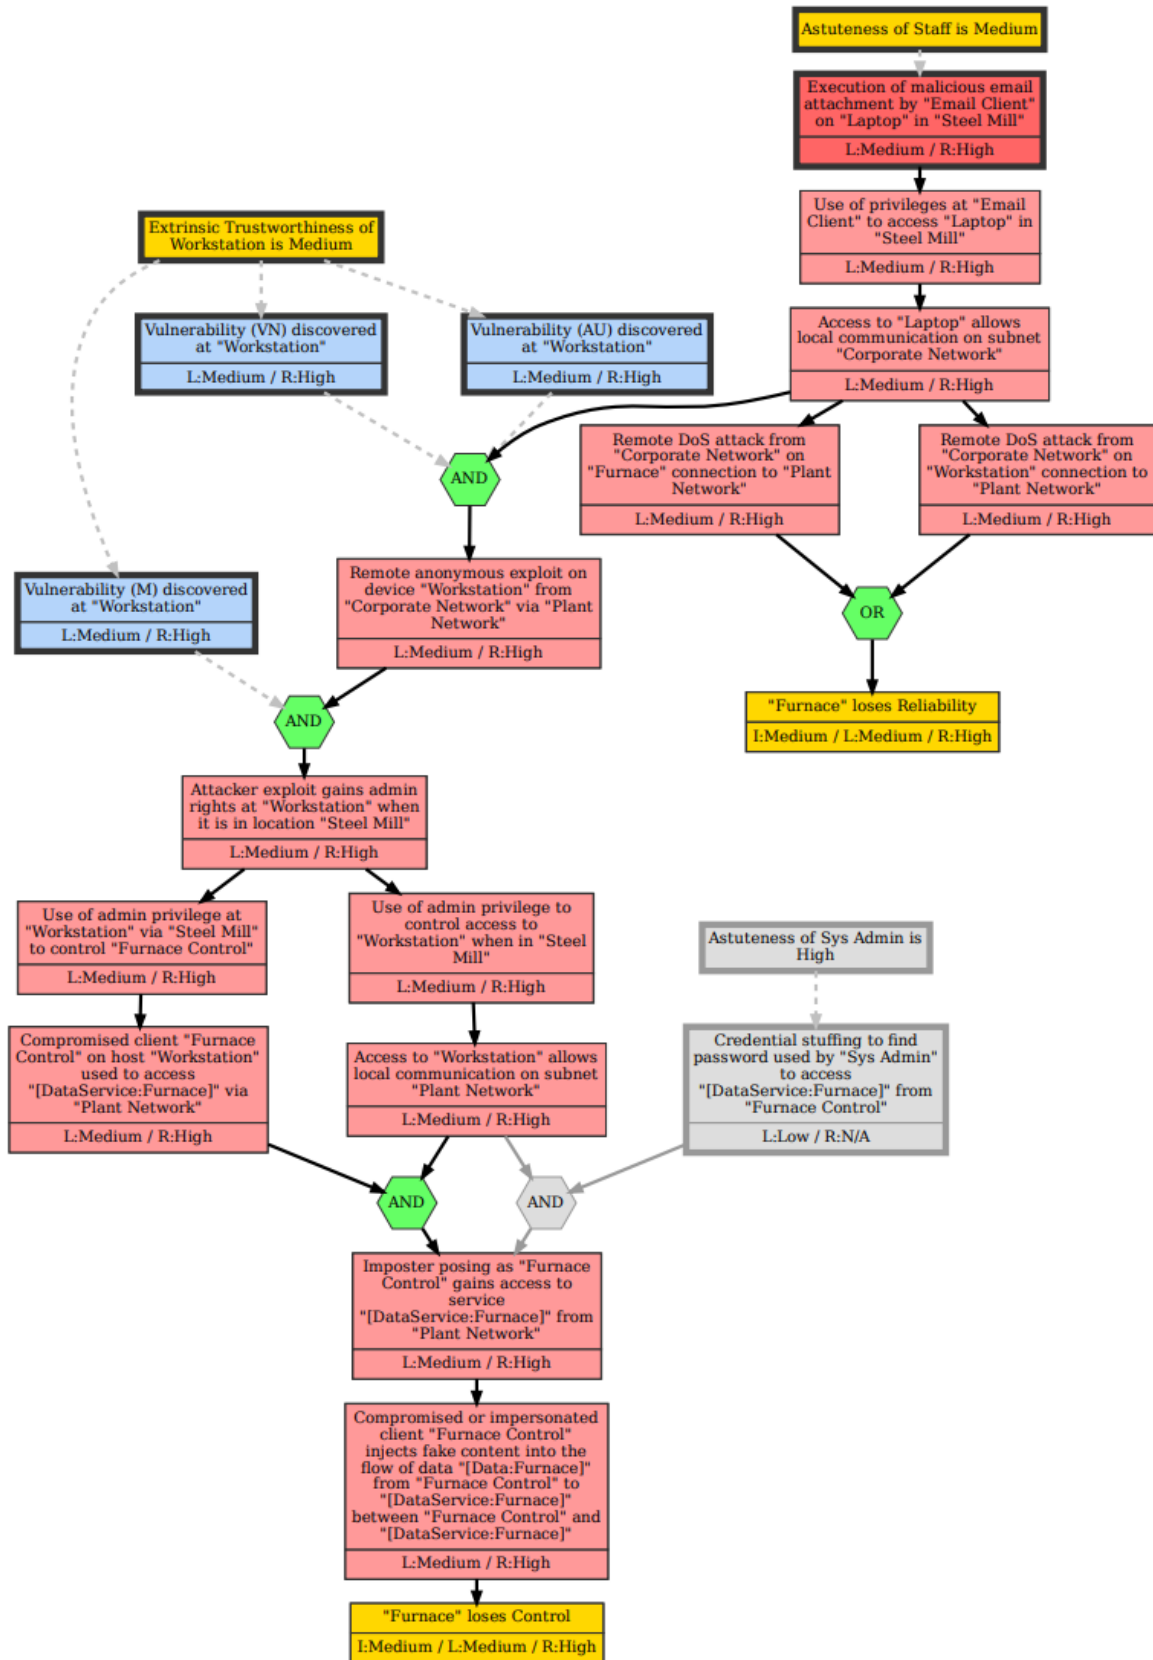 Astuteness of Staff is Medium
Execution of malicious email
attachment by "Email Client"
on "Laptop" in "Steel Mill"
L:Medium / R:High
Use of privileges at "Email
Client" to access "Laptop" in
"Steel Mill"
L:Medium / R:High
Extrinsic Trustworthiness of
Workstation is Medium
Vulnerability (VN) discovered
at "Workstation"
L:Medium / R:High
Vulnerability (AU) discovered
at "Workstation"
L:Medium / R:High
Access to "Laptop" allows
local communication on subnet
"Corporate Network"
L:Medium / R:High
AND
Remote DoS attack from
"Corporate Network" on
"Furnace" connection to "Plant
Network"
L:Medium / R:High
Remote DoS attack from
"Corporate Network" on
"Workstation" connection to
"Plant Network"
L:Medium / R:High
Vulnerability (M) discovered
at "Workstation"
L:Medium / R:High
Remote anonymous exploit on
device "Workstation" from
"Corporate Network" via "Plant
Network"
L:Medium / R:High
OR
AND
"Furnace" loses Reliability
I:Medium / L:Medium / R:High
Attacker exploit gains admin
rights at "Workstation" when
it is in location "Steel Mill"
L:Medium / R:High
Use of admin privilege at
"Workstation" via "Steel Mill"
to control "Furnace Control"
L:Medium / R:High
Use of admin privilege to
control access to
"Workstation" when in "Steel
Mill"
L:Medium / R:High
Astuteness of Sys Admin is
High
Compromised client "Furnace
Control" on host "Workstation"
used to access
"[DataService:Furnace]" via
"Plant Network"
L:Medium / R:High
Access to "Workstation" allows
local communication on subnet
"Plant Network"
L:Medium / R:High
Credential stuffing to find
password used by "Sys Admin"
to access
"[DataService:Furnace]" from
"Furnace Control"
L:Low / R:N/A
AND
AND
Imposter posing as "Furnace
Control" gains access to
service
"[DataService:Furnace]" from
"Plant Network"
L:Medium / R:High
Compromised or impersonated
client "Furnace Control"
injects fake content into the
flow of data "[Data:Furnace]"
from "Furnace Control" to
"[DataService:Furnace]"
between "Furnace Control" and
"[DataService:Furnace]"
L:Medium / R:High
"Furnace" loses Control
I:Medium / L:Medium / R:High